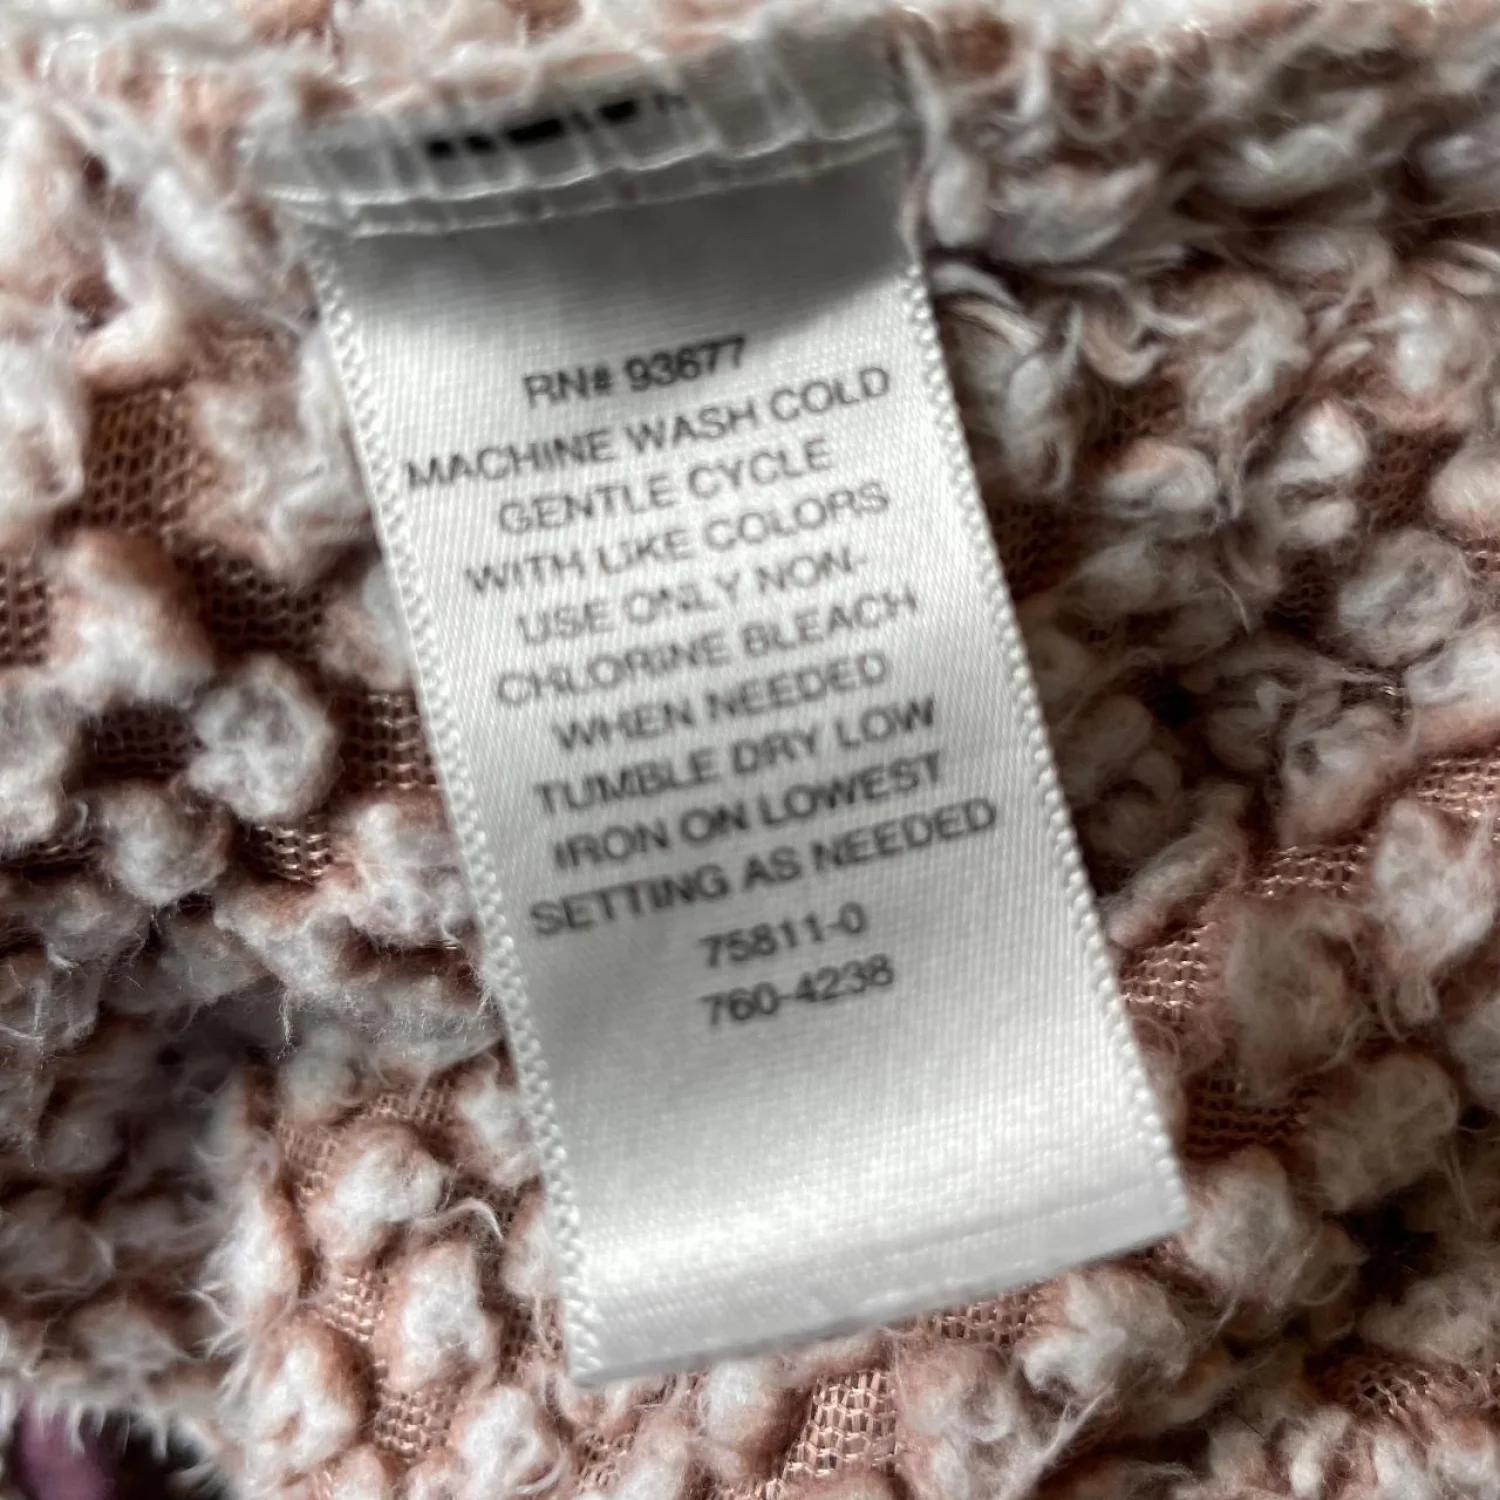 RN# 93677
MACHINE WASH COLD
GENTLE CYCLE
WITH LIKE COLORS
USE ONLY NON-
CHLORINE BLEACH
WHEN NEEDED
TUMBLE DRY LOW
IRON ON LOWEST
SETTING AS NEEDED
75811-0
760-4238